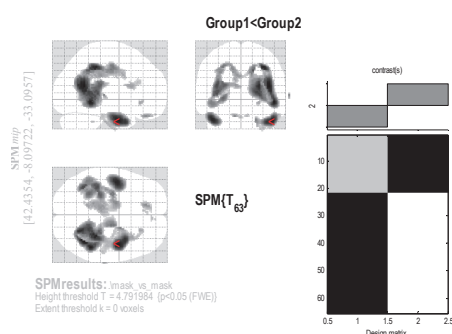 Group1<Group2
contrast(s)
2
SPMmip
[42.4354, -8.09722, -33.0957]
<
<
<
SPM{T63}
10
20
30
40
50
60
0.5 1 1.5 2 2.5
Design matrix
SPMresults: .\mask_vs_mask
Height threshold T = 4.791984 {p<0.05 (FWE)}
Extent threshold k = 0 voxels